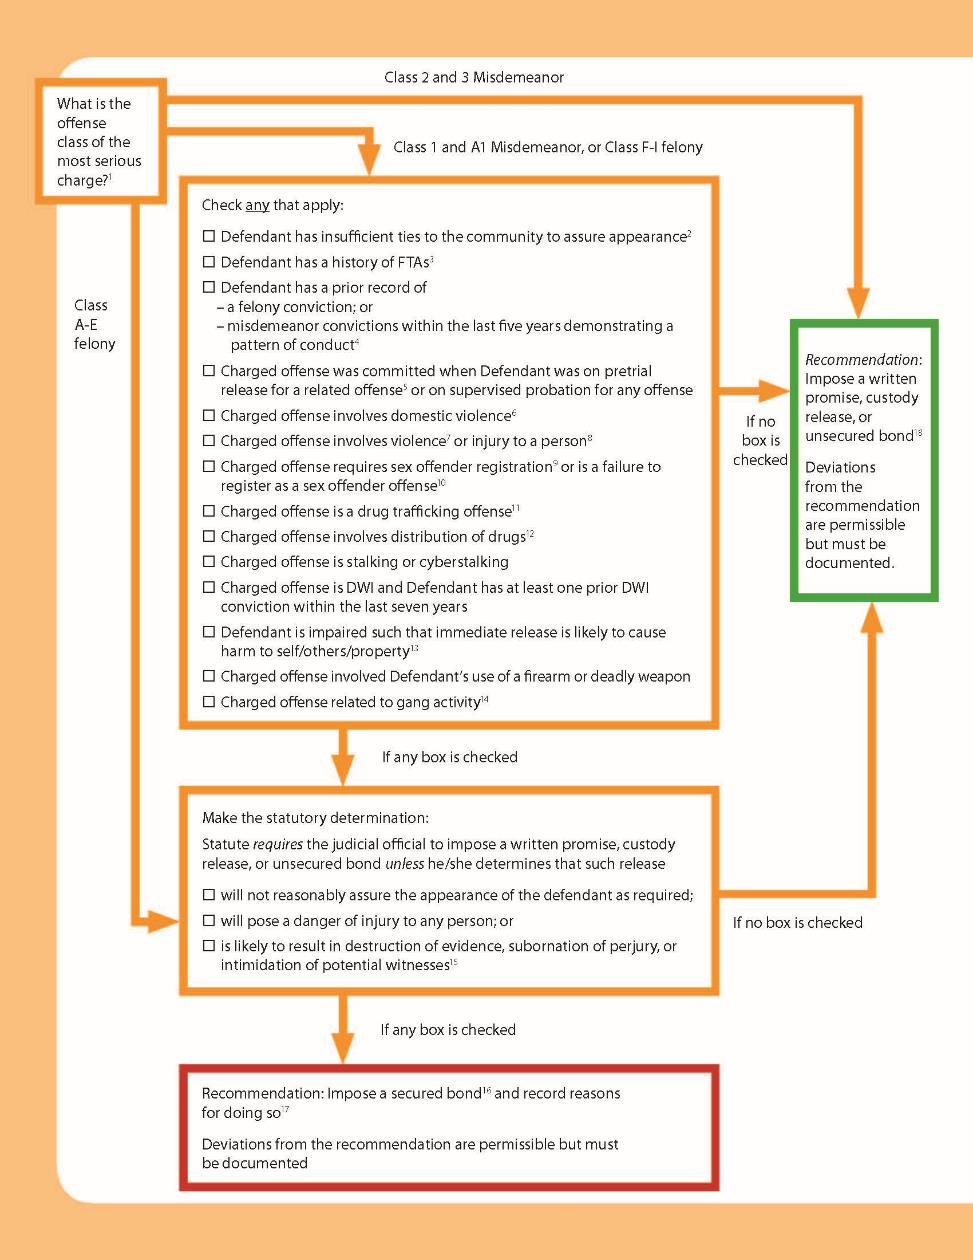 Class 2 and 3 Misdemeanor
What is the
offense
class of the
most serious
charge?¹
Class 1 and A1 Misdemeanor, or Class F-I felony
Class
A-E
felony
Check any that apply:
☐ Defendant has insufficient ties to the community to assure appearance²
☐ Defendant has a history of FTAs³
☐ Defendant has a prior record of
– a felony conviction; or
– misdemeanor convictions within the last five years demonstrating a
pattern of conduct⁴
☐ Charged offense was committed when Defendant was on pretrial
release for a related offense⁵ or on supervised probation for any offense
☐ Charged offense involves domestic violence⁶
☐ Charged offense involves violence⁷ or injury to a person⁸
☐ Charged offense requires sex offender registration⁹ or is a failure to
register as a sex offender offense¹⁰
☐ Charged offense is a drug trafficking offense¹¹
☐ Charged offense involves distribution of drugs¹²
☐ Charged offense is stalking or cyberstalking
☐ Charged offense is DWI and Defendant has at least one prior DWI
conviction within the last seven years
☐ Defendant is impaired such that immediate release is likely to cause
harm to self/others/property¹³
☐ Charged offense involved Defendant's use of a firearm or deadly weapon
☐ Charged offense related to gang activity¹⁴
If no
box is
checked
Recommendation:
Impose a written
promise, custody
release, or
unsecured bond¹⁸
Deviations
from the
recommendation
are permissible
but must be
documented.
If any box is checked
Make the statutory determination:
Statute requires the judicial official to impose a written promise, custody
release, or unsecured bond unless he/she determines that such release
☐ will not reasonably assure the appearance of the defendant as required;
☐ will pose a danger of injury to any person; or
☐ is likely to result in destruction of evidence, subornation of perjury, or
intimidation of potential witnesses¹⁵
If no box is checked
If any box is checked
Recommendation: Impose a secured bond¹⁶ and record reasons
for doing so¹⁷
Deviations from the recommendation are permissible but must
be documented